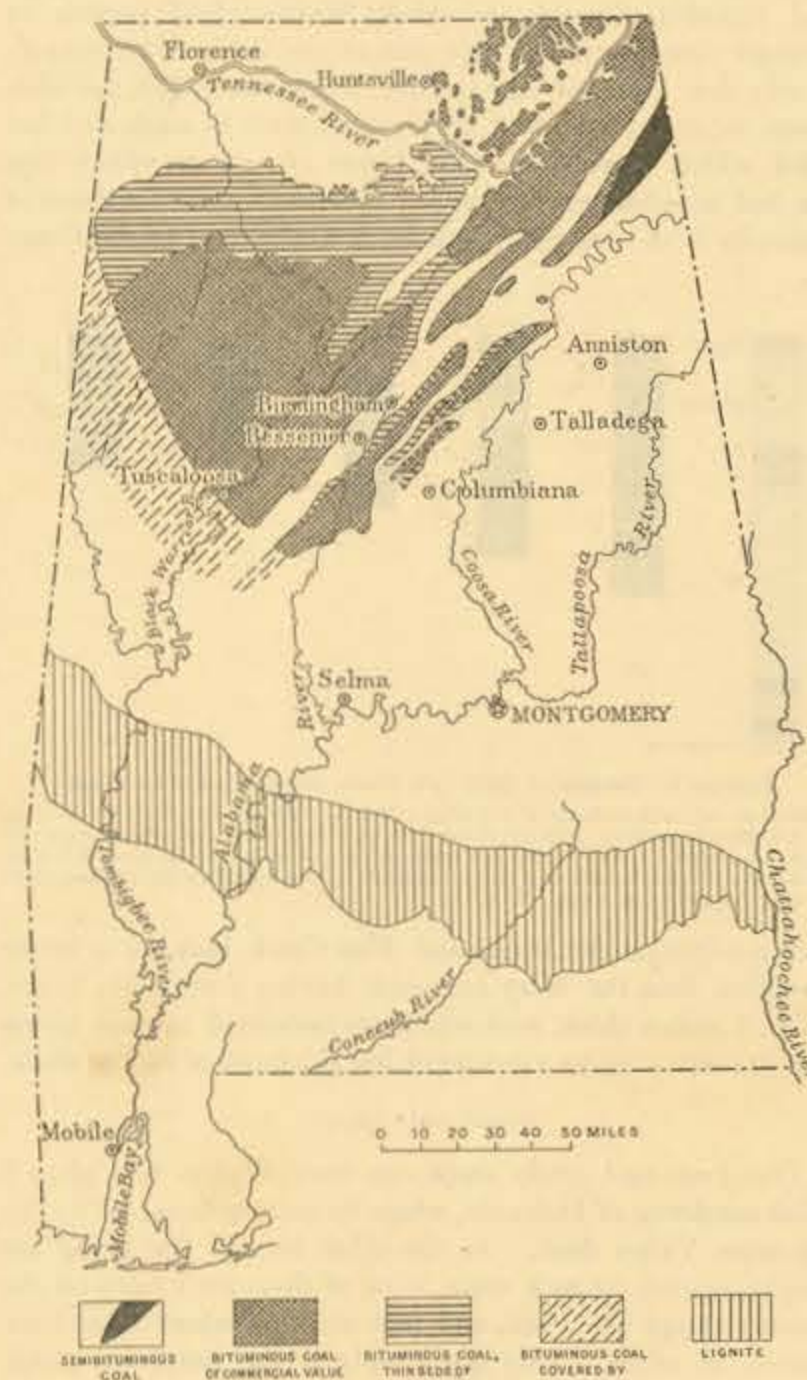 Florence
Huntsville
Tennessee
River
Anniston
Birmingham
Bessemer
Talladega
Tuscaloosa
Columbiana
River
Black Warrior
Coosa River
Tallapoosa
Selma
River
MONTGOMERY
Alabama
Tombigbee River
Chattahoochee River
Conecuh River
Mobile
0 10 20 30 40 50 MILES
Mobile Bay
SEMIBITUMINOUS
COAL
BITUMINOUS COAL
OF COMMERCIAL VALUE
BITUMINOUS COAL,
THIN BEDS OF
BITUMINOUS COAL
COVERED BY
LIGNITE